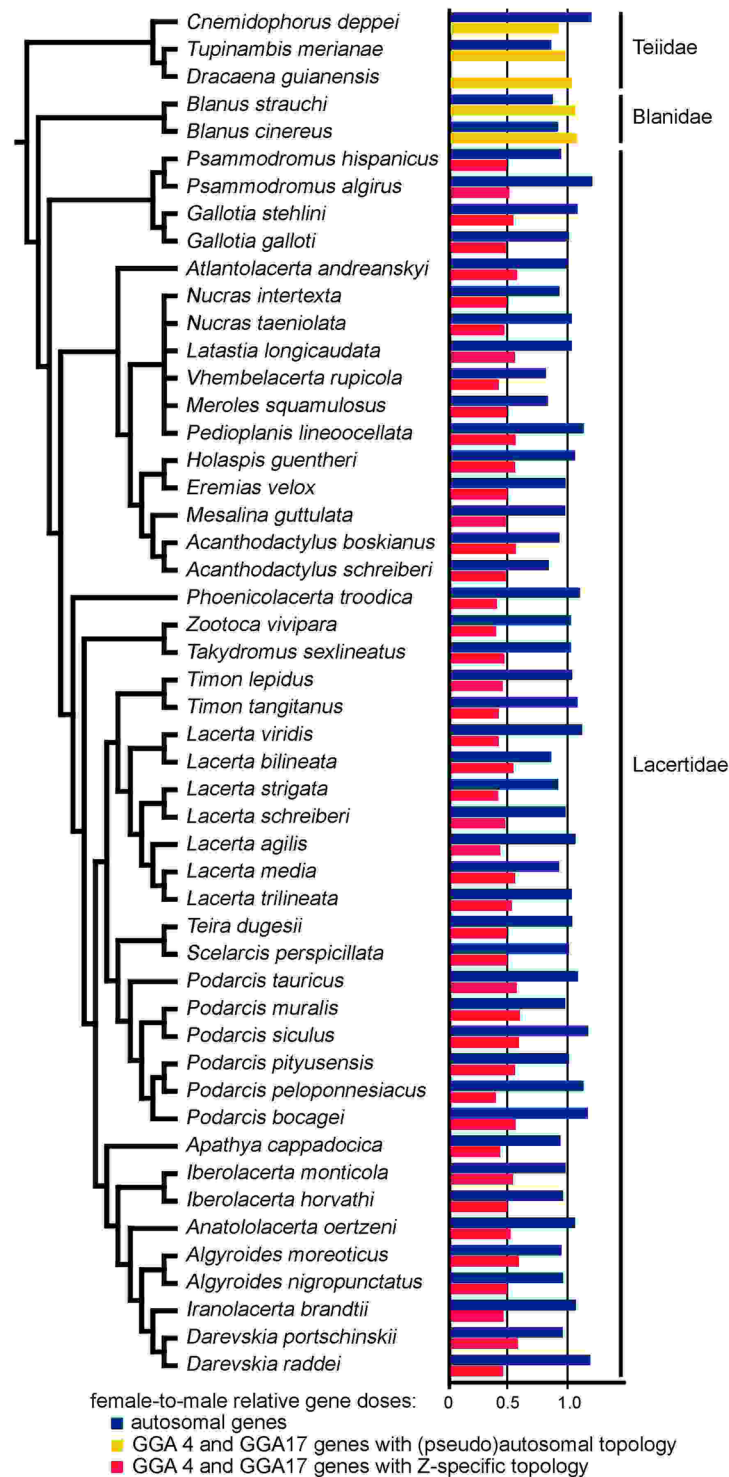 Cnemidophorus deppei
Tupinambis merianae
Dracaena guianensis
Teiidae
Blanus strauchi
Blanus cinereus
Blanidae
Psammodromus hispanicus
Psammodromus algirus
Gallotia stehlini
Gallotia galloti
Atlantolacerta andreanskyi
Nucras intertexta
Nucras taeniolata
Latastia longicaudata
Vhembelacerta rupicola
Meroles squamulosus
Pedioplanis lineoocellata
Holaspis guentheri
Eremias velox
Mesalina guttulata
Acanthodactylus boskianus
Acanthodactylus schreiberi
Phoenicolacerta troodica
Zootoca vivipara
Takydromus sexlineatus
Timon lepidus
Timon tangitanus
Lacerta viridis
Lacerta bilineata
Lacertidae
Lacerta strigata
Lacerta schreiberi
Lacerta agilis
Lacerta media
Lacerta trilineata
Teira dugesii
Scelarcis perspicillata
Podarcis tauricus
Podarcis muralis
Podarcis siculus
Podarcis pityusensis
Podarcis peloponnesiacus
Podarcis bocagei
Apathya cappadocica
Iberolacerta monticola
Iberolacerta horvathi
Anatololacerta oertzeni
Algyroides moreoticus
Algyroides nigropunctatus
Iranolacerta brandtii
Darevskia portschinskii
Darevskia raddei
0 0.5 1.0
female-to-male relative gene doses:
autosomal genes
GGA 4 and GGA17 genes with (pseudo)autosomal topology
GGA 4 and GGA17 genes with Z-specific topology